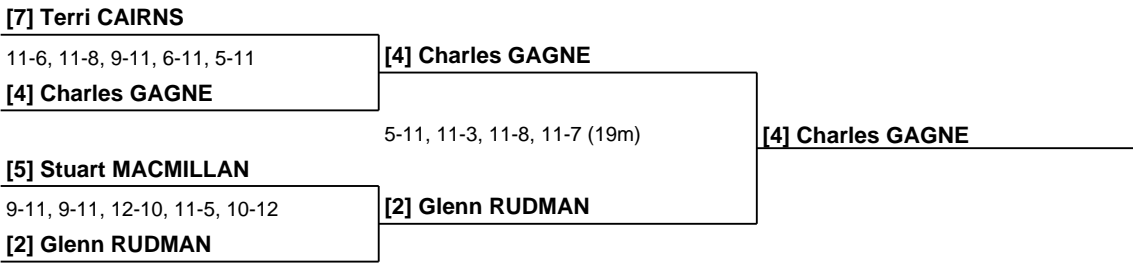 [7] Terri CAIRNS
11-6, 11-8, 9-11, 6-11, 5-11
[4] Charles GAGNE
[4] Charles GAGNE
5-11, 11-3, 11-8, 11-7 (19m)
[4] Charles GAGNE
[5] Stuart MACMILLAN
9-11, 9-11, 12-10, 11-5, 10-12
[2] Glenn RUDMAN
[2] Glenn RUDMAN